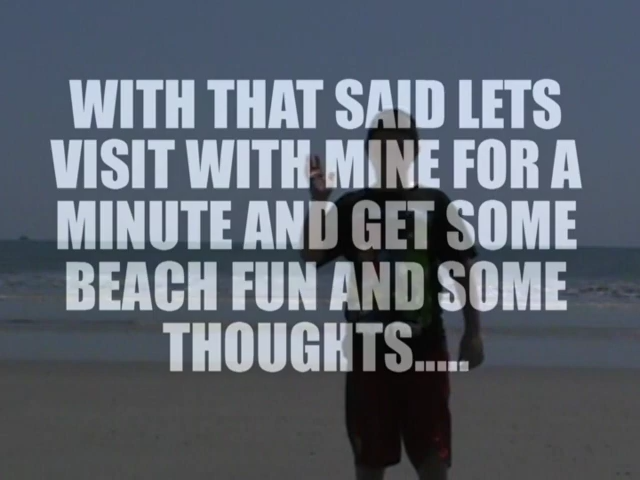 WITH THAT SAID LETS
VISIT WITH MINE FOR A
MINUTE AND GET SOME
BEACH FUN AND SOME
THOUGHTS.....